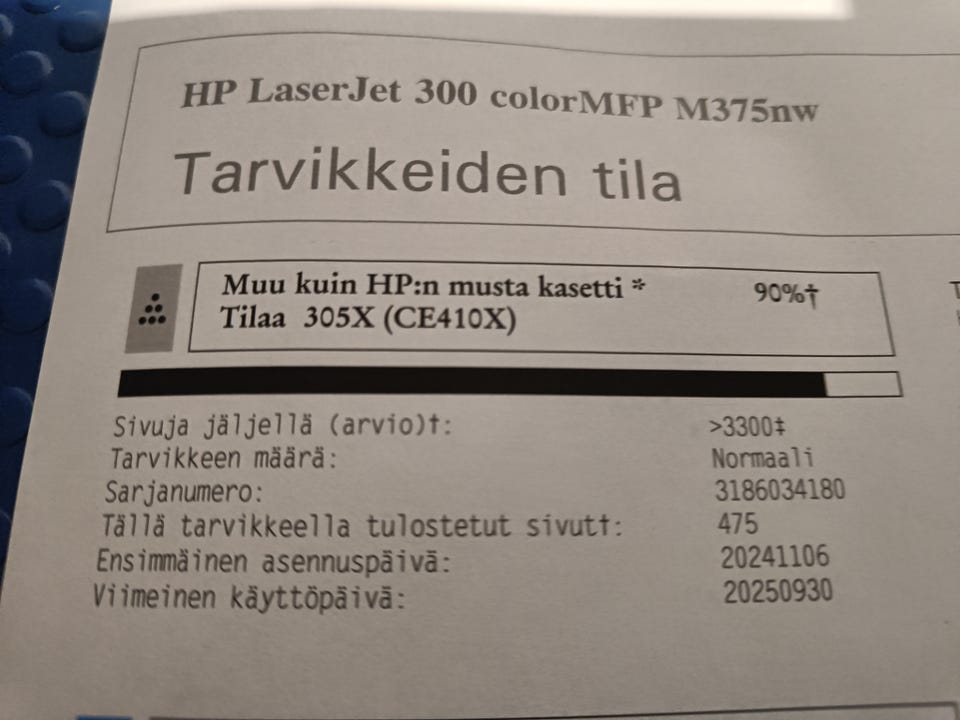 HP LaserJet 300 colorMFP M375nw
Tarvikkeiden tila
Muu kuin HP:n musta kasetti * 90%†
Tilaa 305X (CE410X)
Sivuja jäljellä (arvio)†: >3300‡
Tarvikkeen määrä: Normaali
Sarjanumero: 3186034180
Tällä tarvikkeella tulostetut sivut†: 475
Ensimmäinen asennuspäivä: 20241106
Viimeinen käyttöpäivä: 20250930